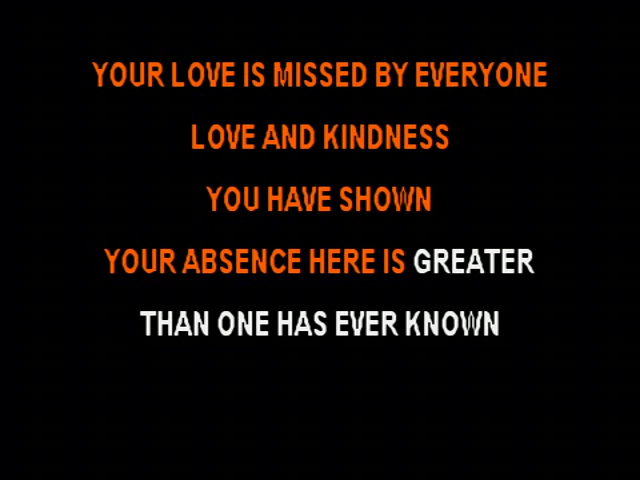 YOUR LOVE IS MISSED BY EVERYONE
LOVE AND KINDNESS
YOU HAVE SHOWN
YOUR ABSENCE HERE IS GREATER
THAN ONE HAS EVER KNOWN